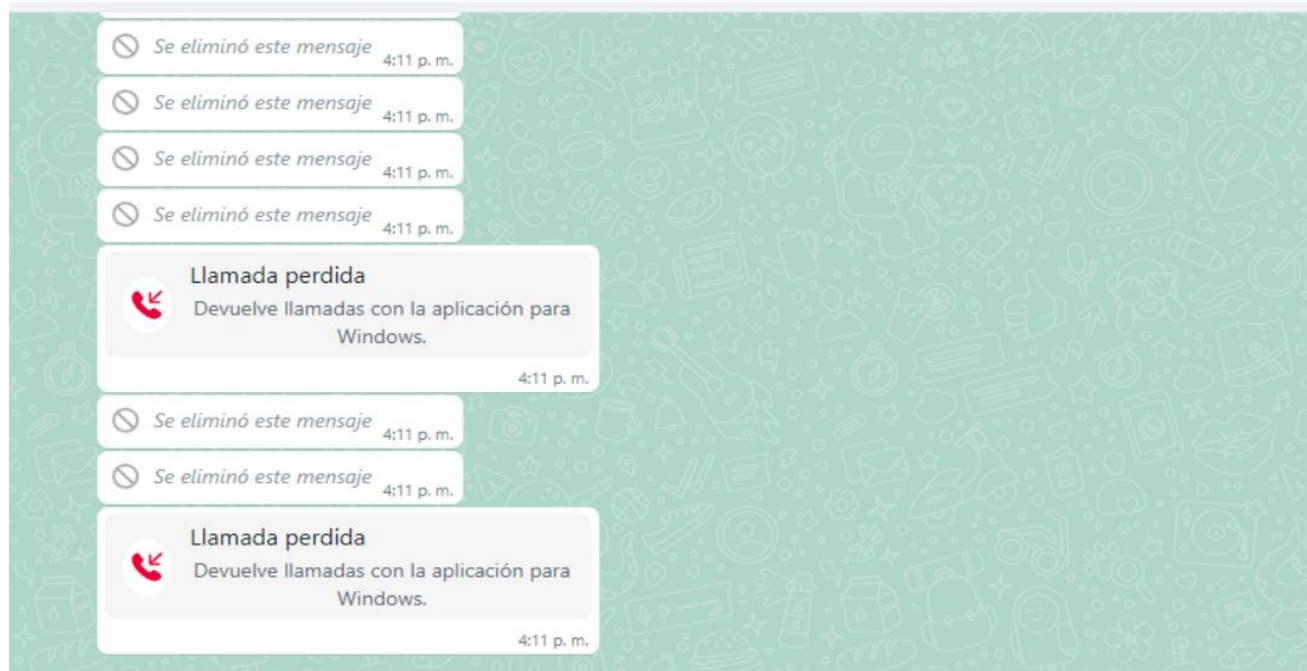 Se eliminó este mensaje 4:11 p. m.
Se eliminó este mensaje 4:11 p. m.
Se eliminó este mensaje 4:11 p. m.
Se eliminó este mensaje 4:11 p. m.
Llamada perdida
Devuelve llamadas con la aplicación para
Windows.
4:11 p. m.
Se eliminó este mensaje 4:11 p. m.
Se eliminó este mensaje 4:11 p. m.
Llamada perdida
Devuelve llamadas con la aplicación para
Windows.
4:11 p. m.